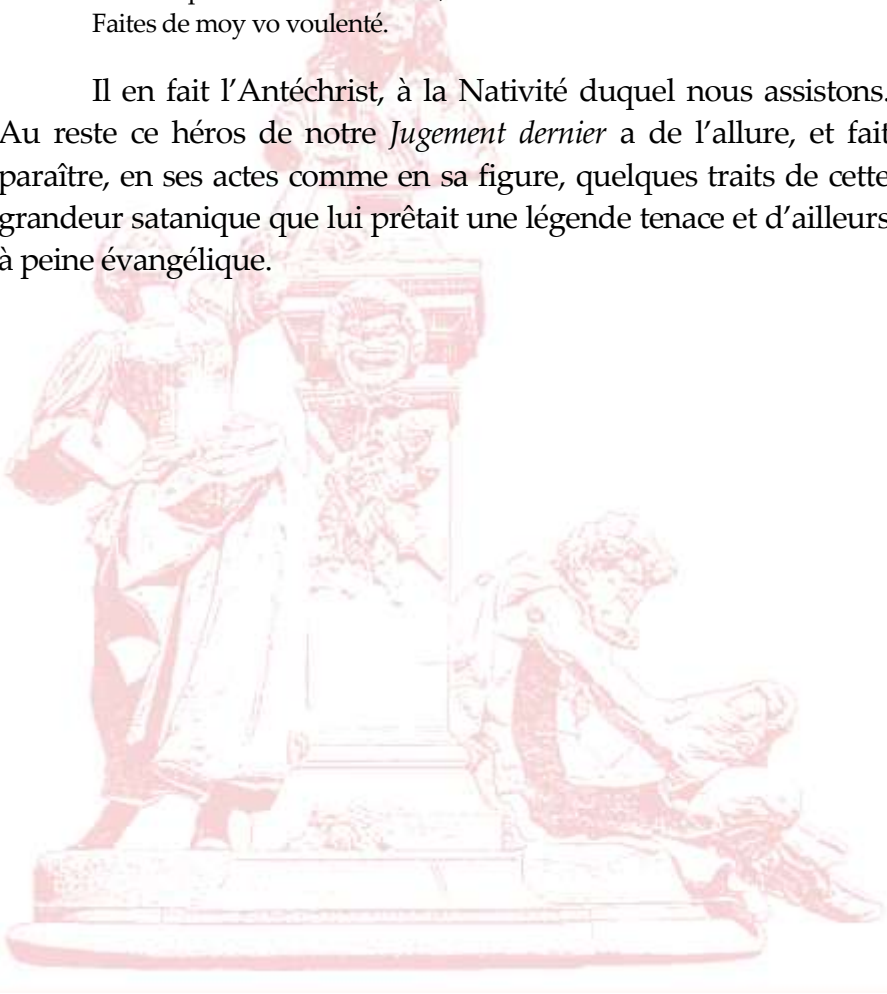 Faites de moy vo voulenté.
Il en fait l’Antéchrist, à la Nativité duquel nous assistons.
Au reste ce héros de notre Jugement dernier a de l’allure, et fait
paraître, en ses actes comme en sa figure, quelques traits de cette
grandeur satanique que lui prêtait une légende tenace et d’ailleurs
à peine évangélique.